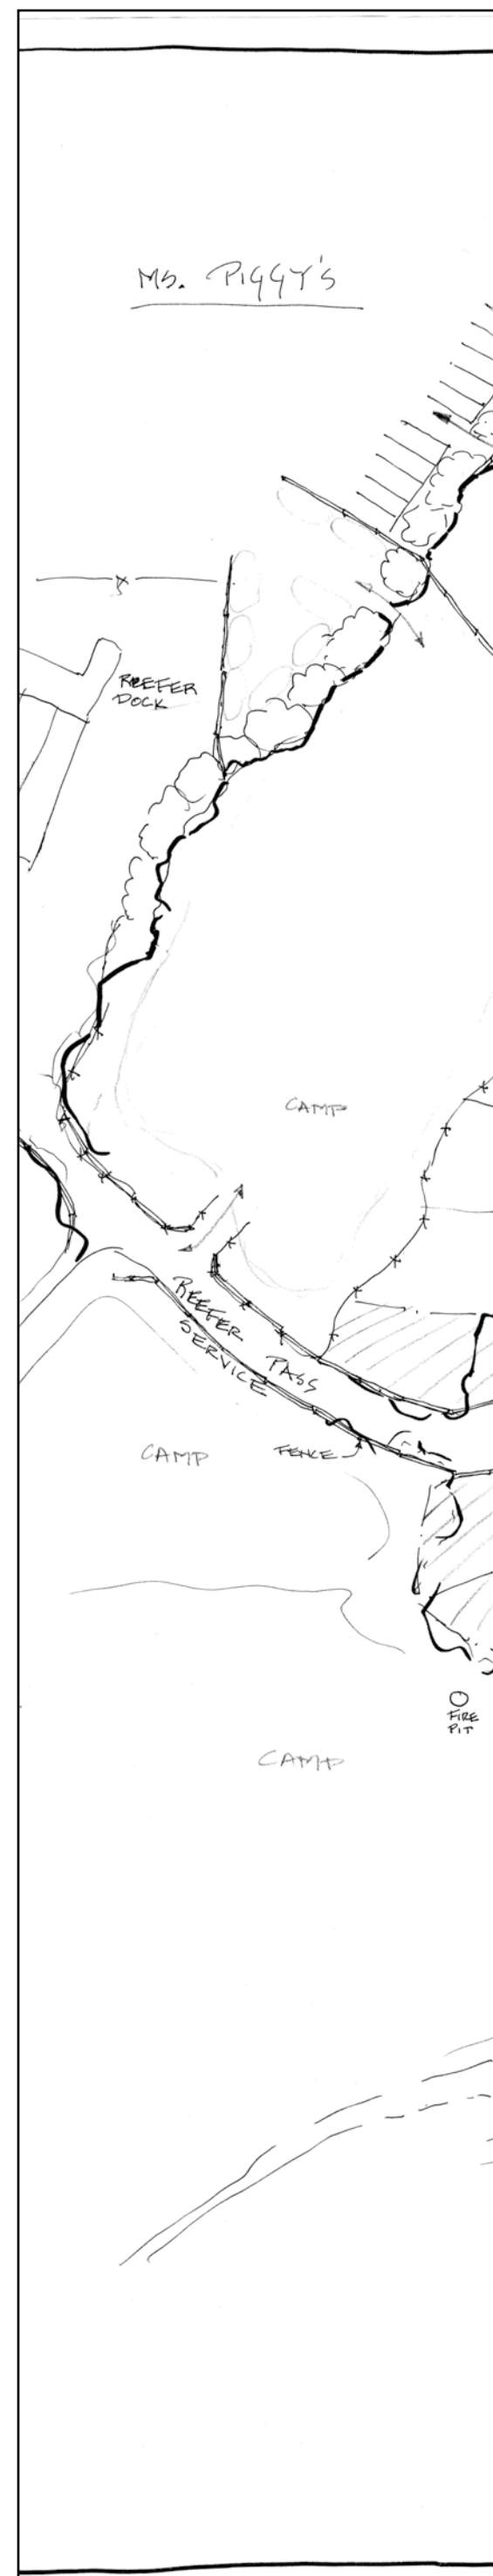 MS. PIGGY'S
REEFER
DOCK
CAMP
REEFER PASS
SERVICE
CAMP
FENCE
FIRE
PIT
CAMP